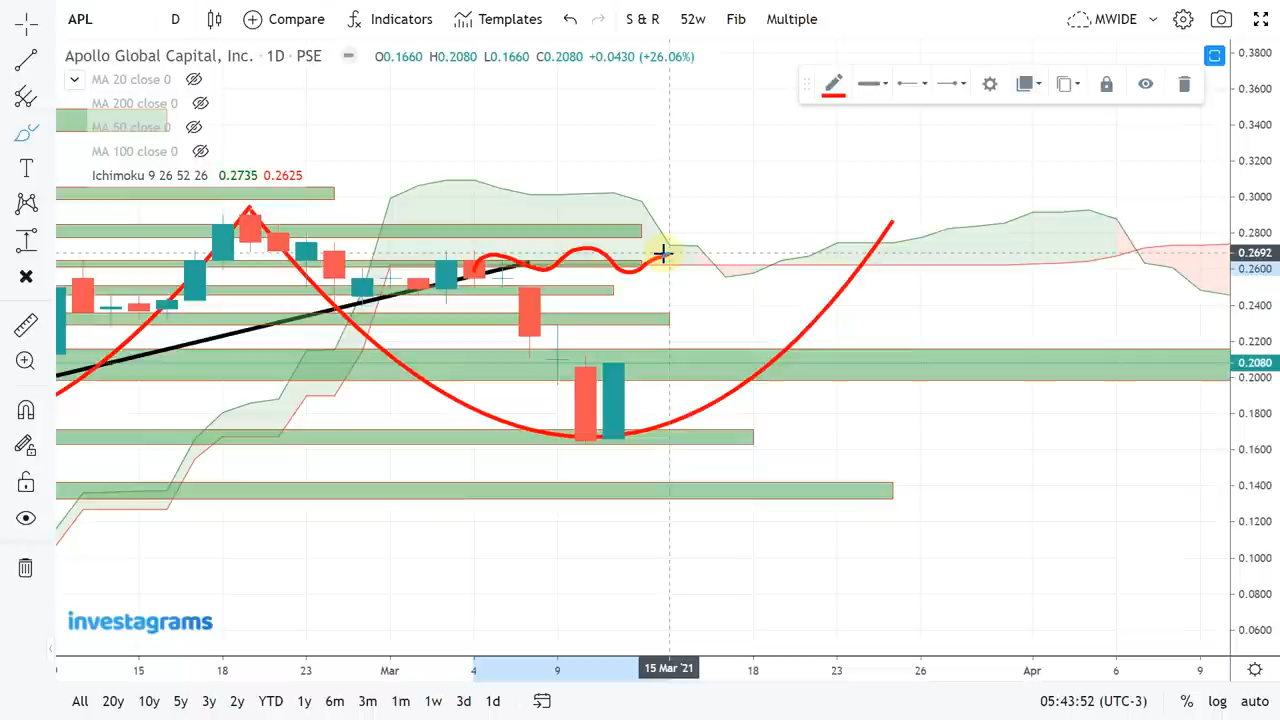 APL D Compare Indicators Templates S & R 52w Fib Multiple MWIDE
Apollo Global Capital, Inc. · 1D · PSE O0.1660 H0.2080 L0.1660 C0.2080 +0.0430 (+26.06%)
MA 20 close 0
MA 200 close 0
MA 50 close 0
MA 100 close 0
Ichimoku 9 26 52 26 0.2735 0.2625
0.3800
0.3600
0.3400
0.3200
0.3000
0.2800
0.2692
0.2600
0.2400
0.2200
0.2080
0.2000
0.1800
0.1600
0.1400
0.1200
0.1000
0.0800
0.0600
investagrams
15 18 23 Mar 4 9 15 Mar '21 18 23 26 Apr 6 9
All 20y 10y 5y 3y 2y YTD 1y 6m 3m 1m 1w 3d 1d 05:43:52 (UTC-3) % log auto